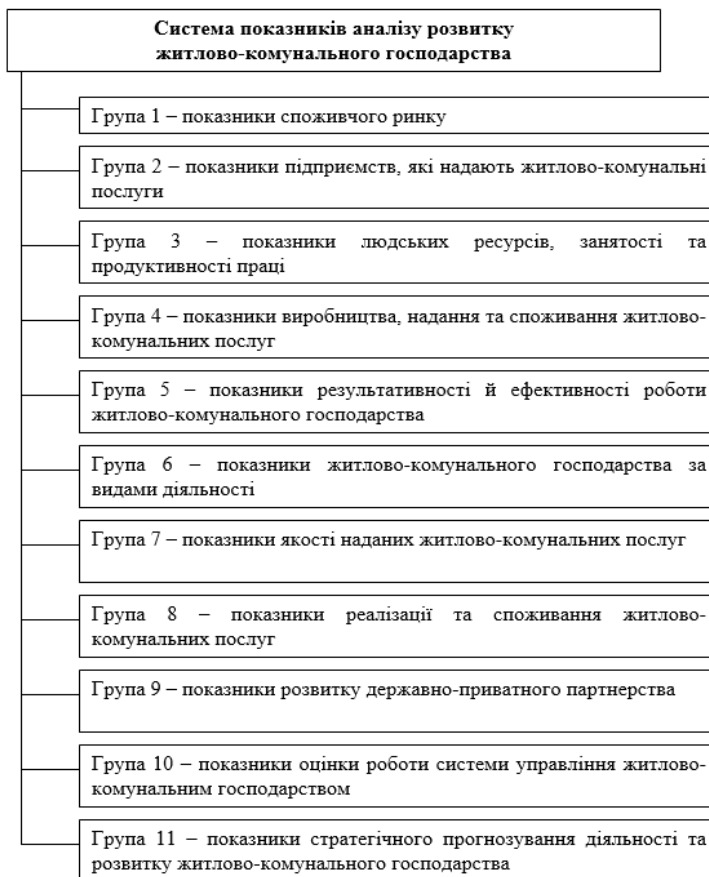 Система показників аналізу розвитку
житлово-комунального господарства
Група 1 – показники споживчого ринку
Група 2 – показники підприємств, які надають житлово-комунальні
послуги
Група 3 – показники людських ресурсів, занятості та
продуктивності праці
Група 4 – показники виробництва, надання та споживання житлово-
комунальних послуг
Група 5 – показники результативності й ефективності роботи
житлово-комунального господарства
Група 6 – показники житлово-комунального господарства за
видами діяльності
Група 7 – показники якості наданих житлово-комунальних послуг
Група 8 – показники реалізації та споживання житлово-
комунальних послуг
Група 9 – показники розвитку державно-приватного партнерства
Група 10 – показники оцінки роботи системи управління житлово-
комунальним господарством
Група 11 – показники стратегічного прогнозування діяльності та
розвитку житлово-комунального господарства